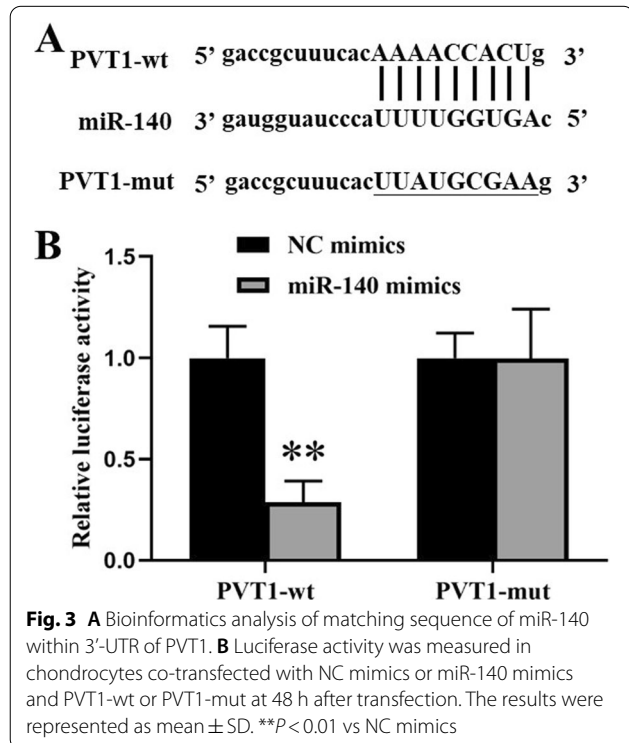 A
PVT1-wt 5' gaccgcuuucacAAAACCACUg 3'
miR-140 3' gaugguaucccaUUUUGGUGAc 5'
PVT1-mut 5' gaccgcuuucacUUAUGCGAAg 3'
B
NC mimics
miR-140 mimics
Relative luciferase activity
1.5
1.0
0.5
0.0
**
PVT1-wt PVT1-mut
Fig. 3 A Bioinformatics analysis of matching sequence of miR-140
within 3'-UTR of PVT1. B Luciferase activity was measured in
chondrocytes co-transfected with NC mimics or miR-140 mimics
and PVT1-wt or PVT1-mut at 48 h after transfection. The results were
represented as mean ± SD. **P < 0.01 vs NC mimics